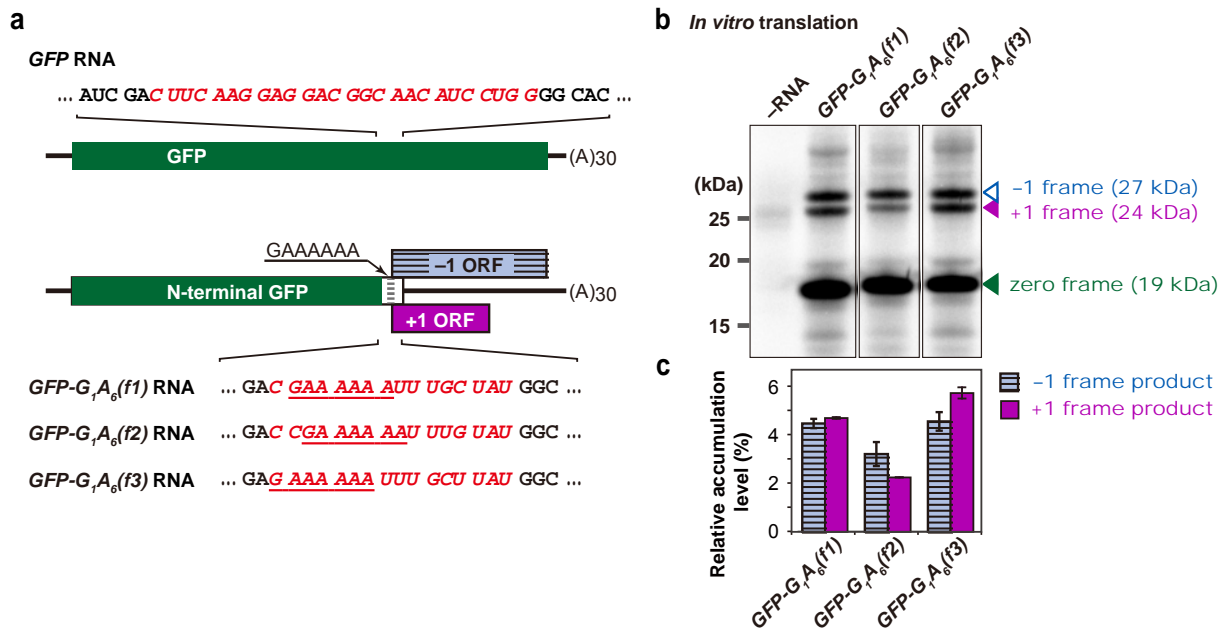 a
GFP RNA
... AUC GACUUC AAG GAG GAC GGC AAC AUC CUG GGG CAC ...
GFP
(A)30
GAAAAAA
–1 ORF
N-terminal GFP
(A)30
+1 ORF
GFP-G1A6(f1) RNA ... GAC GAA AAA AUU UGCUAU GGC ...
GFP-G1A6(f2) RNA ... GAC CGA AAA AAU UUG UAU GGC ...
GFP-G1A6(f3) RNA ... GAG AAA AAA UUU GCU UAU GGC ...
b In vitro translation
–RNA
GFP-G1A6(f1)
GFP-G1A6(f2)
GFP-G1A6(f3)
(kDa)
25
20
15
–1 frame (27 kDa)
+1 frame (24 kDa)
zero frame (19 kDa)
c
Relative accumulation
level (%)
6
4
2
0
GFP-G1A6(f1)
GFP-G1A6(f2)
GFP-G1A6(f3)
–1 frame product
+1 frame product